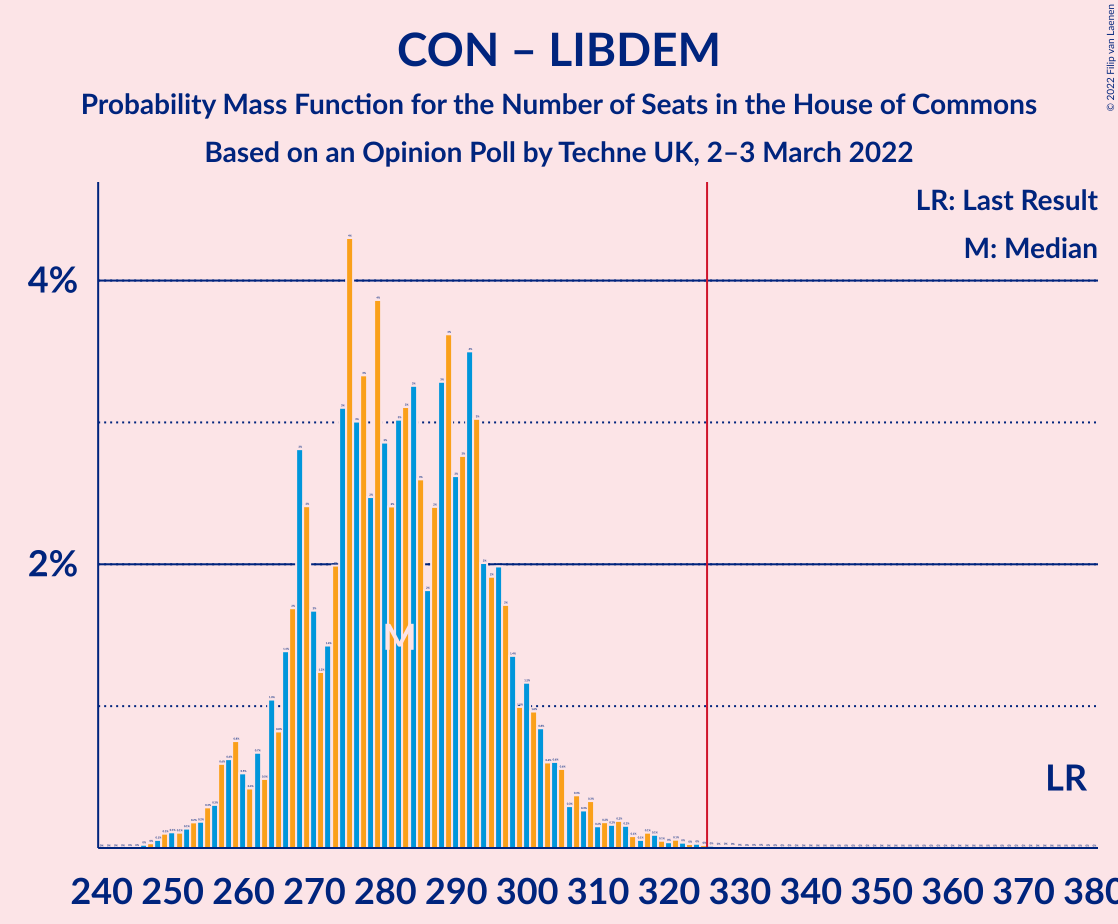 CON – LIBDEM
Probability Mass Function for the Number of Seats in the House of Commons
Based on an Opinion Poll by Techne UK, 2–3 March 2022
© 2022 Filip van Laenen
LR: Last Result
M: Median
4%
2%
M
LR
240 250 260 270 280 290 300 310 320 330 340 350 360 370 380